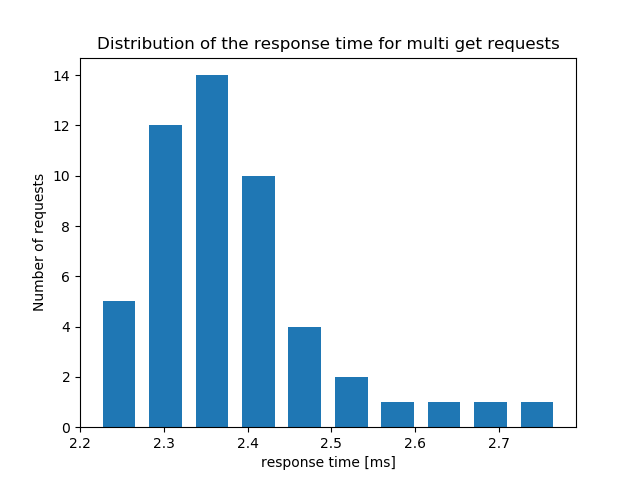 Distribution of the response time for multi get requests
14
12
10
8
6
4
2
0
Number of requests
2.2 2.3 2.4 2.5 2.6 2.7
response time [ms]